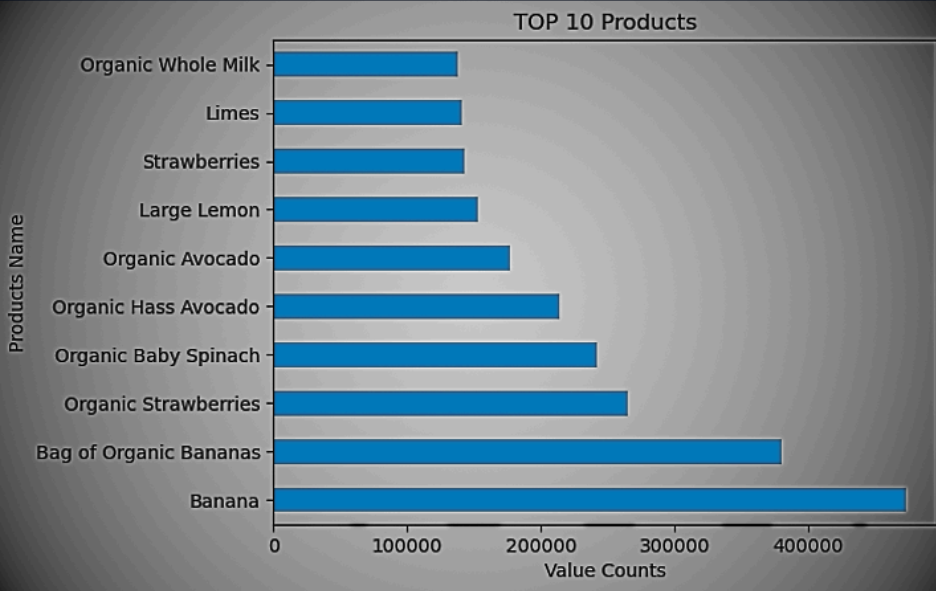 TOP 10 Products
Organic Whole Milk
Limes
Strawberries
Large Lemon
Organic Avocado
Organic Hass Avocado
Organic Baby Spinach
Organic Strawberries
Bag of Organic Bananas
Banana
Products Name
0 100000 200000 300000 400000
Value Counts